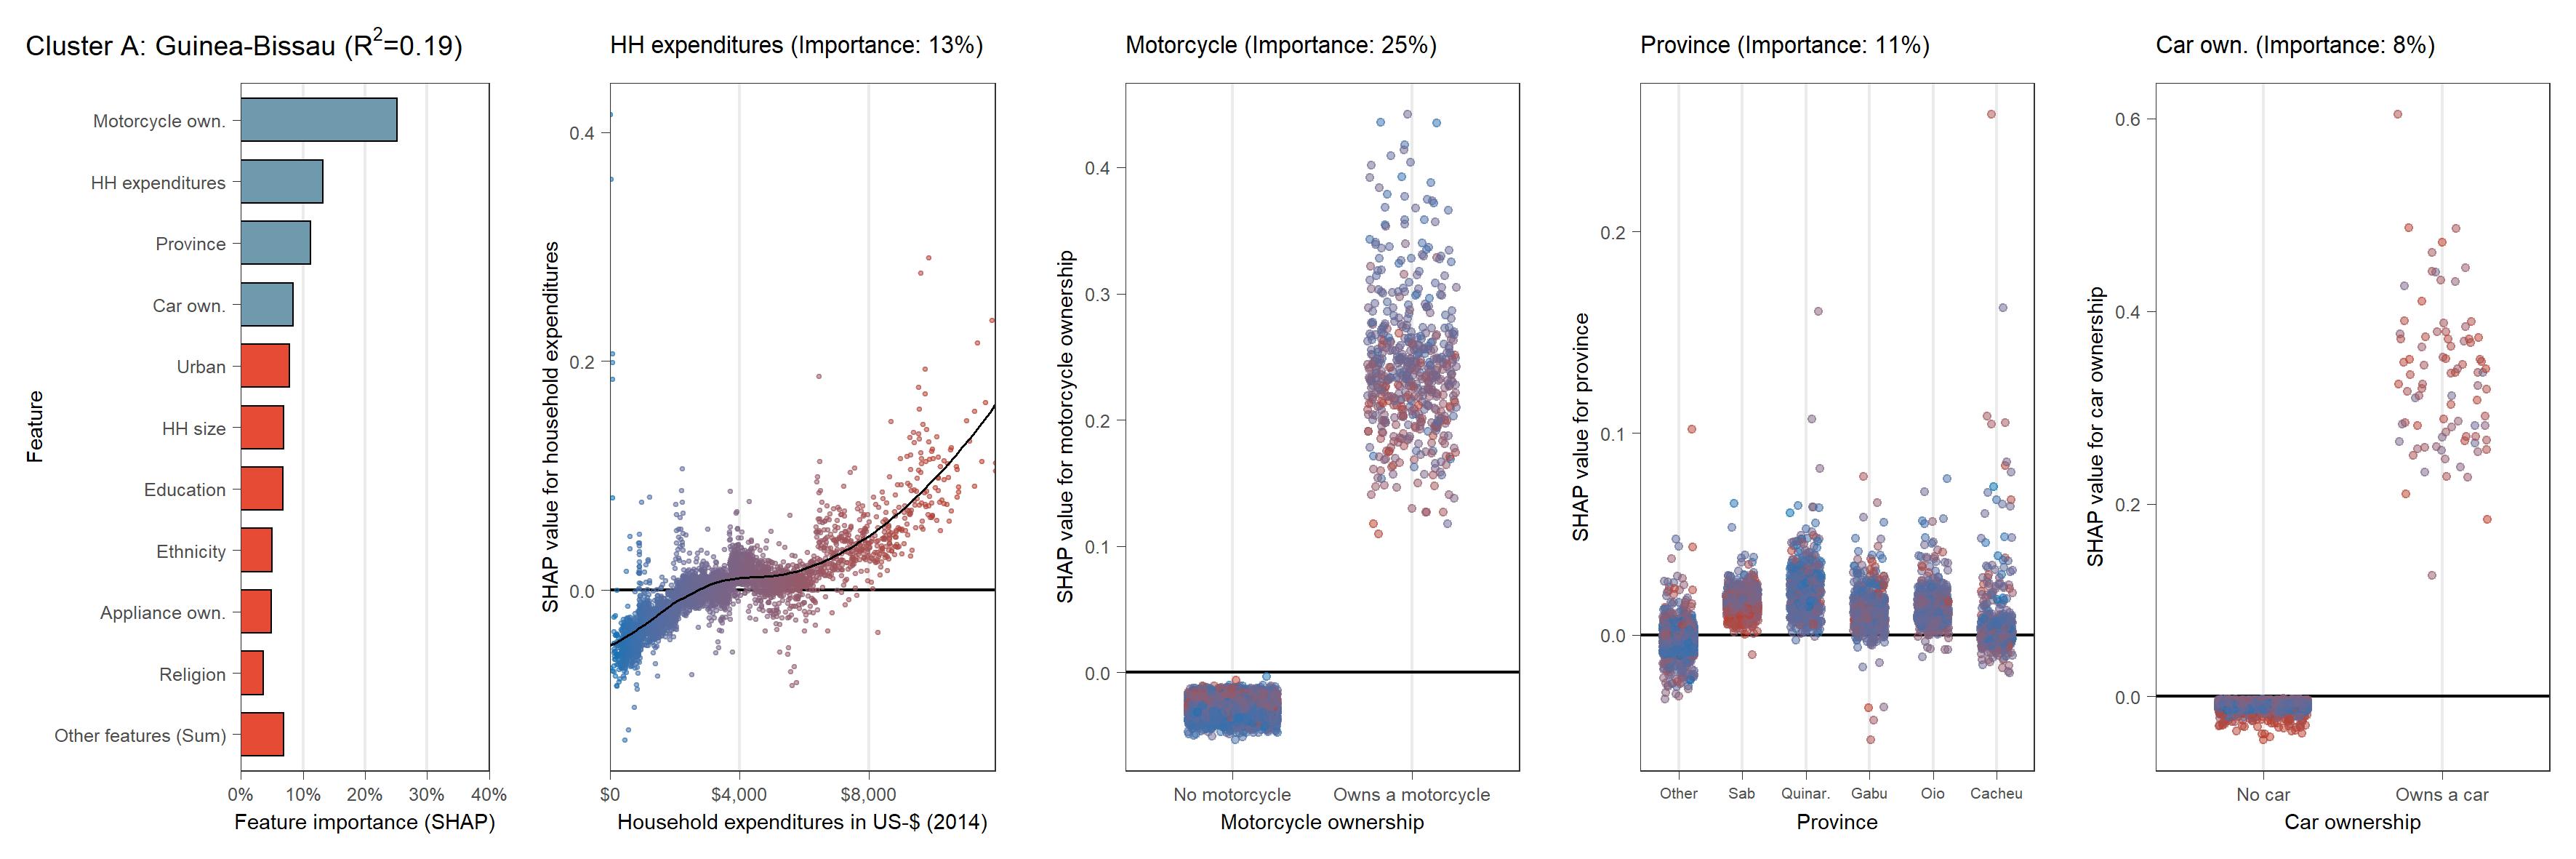 Cluster A: Guinea-Bissau (R²=0.19)
Feature
Motorcycle own.
HH expenditures
Province
Car own.
Urban
HH size
Education
Ethnicity
Appliance own.
Religion
Other features (Sum)
0% 10% 20% 30% 40%
Feature importance (SHAP)
HH expenditures (Importance: 13%)
SHAP value for household expenditures
0.4
0.2
0.0
$0 $4,000 $8,000
Household expenditures in US-$ (2014)
Motorcycle (Importance: 25%)
SHAP value for motorcycle ownership
0.4
0.3
0.2
0.1
0.0
No motorcycle Owns a motorcycle
Motorcycle ownership
Province (Importance: 11%)
SHAP value for province
0.2
0.1
0.0
Other Sab Quinar. Gabu Oio Cacheu
Province
Car own. (Importance: 8%)
SHAP value for car ownership
0.6
0.4
0.2
0.0
No car Owns a car
Car ownership